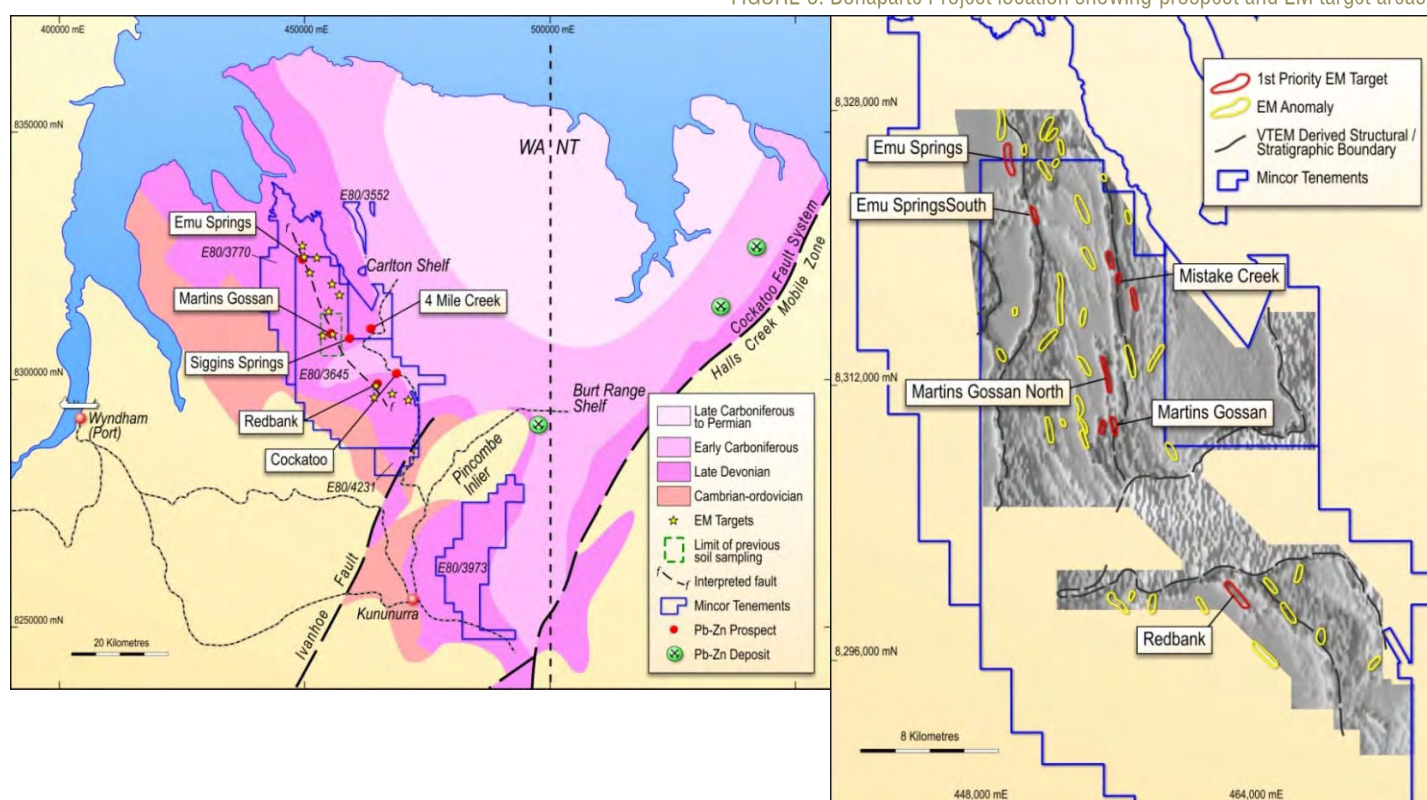 FIGURE 3: Bonaparte Project location showing prospect and EM target areas
400000 mE
450000 mE
500000 mE
8350000 mN
WA NT
E80/3552
Emu Springs
E80/3770
Carlton Shelf
Martins Gossan
4 Mile Creek
Cockatoo Fault System
Halls Creek Mobile Zone
Siggins Springs
E80/3645
8300000 mN
Wyndham
(Port)
Redbank
Burt Range
Shelf
Cockatoo
Pincombe
Inlier
E80/4231
E80/3973
Ivanhoe Fault
Kununurra
8250000 mN
20 Kilometres
Late Carboniferous
to Permian
Early Carboniferous
Late Devonian
Cambrian-ordovician
EM Targets
Limit of previous
soil sampling
f f Interpreted fault
Mincor Tenements
Pb-Zn Prospect
Pb-Zn Deposit
1st Priority EM Target
EM Anomaly
VTEM Derived Structural /
Stratigraphic Boundary
Mincor Tenements
8,328,000 mN
Emu Springs
Emu SpringsSouth
Mistake Creek
8,312,000 mN
Martins Gossan North
Martins Gossan
Redbank
8,296,000 mN
8 Kilometres
448,000 mE
464,000 mE